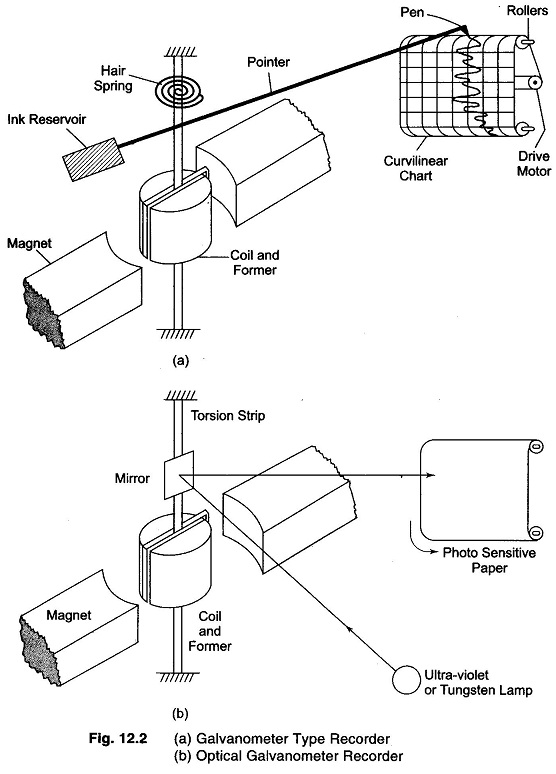 Pen
Rollers
Hair
Spring
Pointer
Ink Reservoir
Curvilinear
Chart
Drive
Motor
Magnet
Coil and
Former
(a)
Torsion Strip
Mirror
Photo Sensitive
Paper
Magnet
Coil
and
Former
Ultra-violet
or Tungsten Lamp
(b)
Fig. 12.2 (a) Galvanometer Type Recorder
(b) Optical Galvanometer Recorder